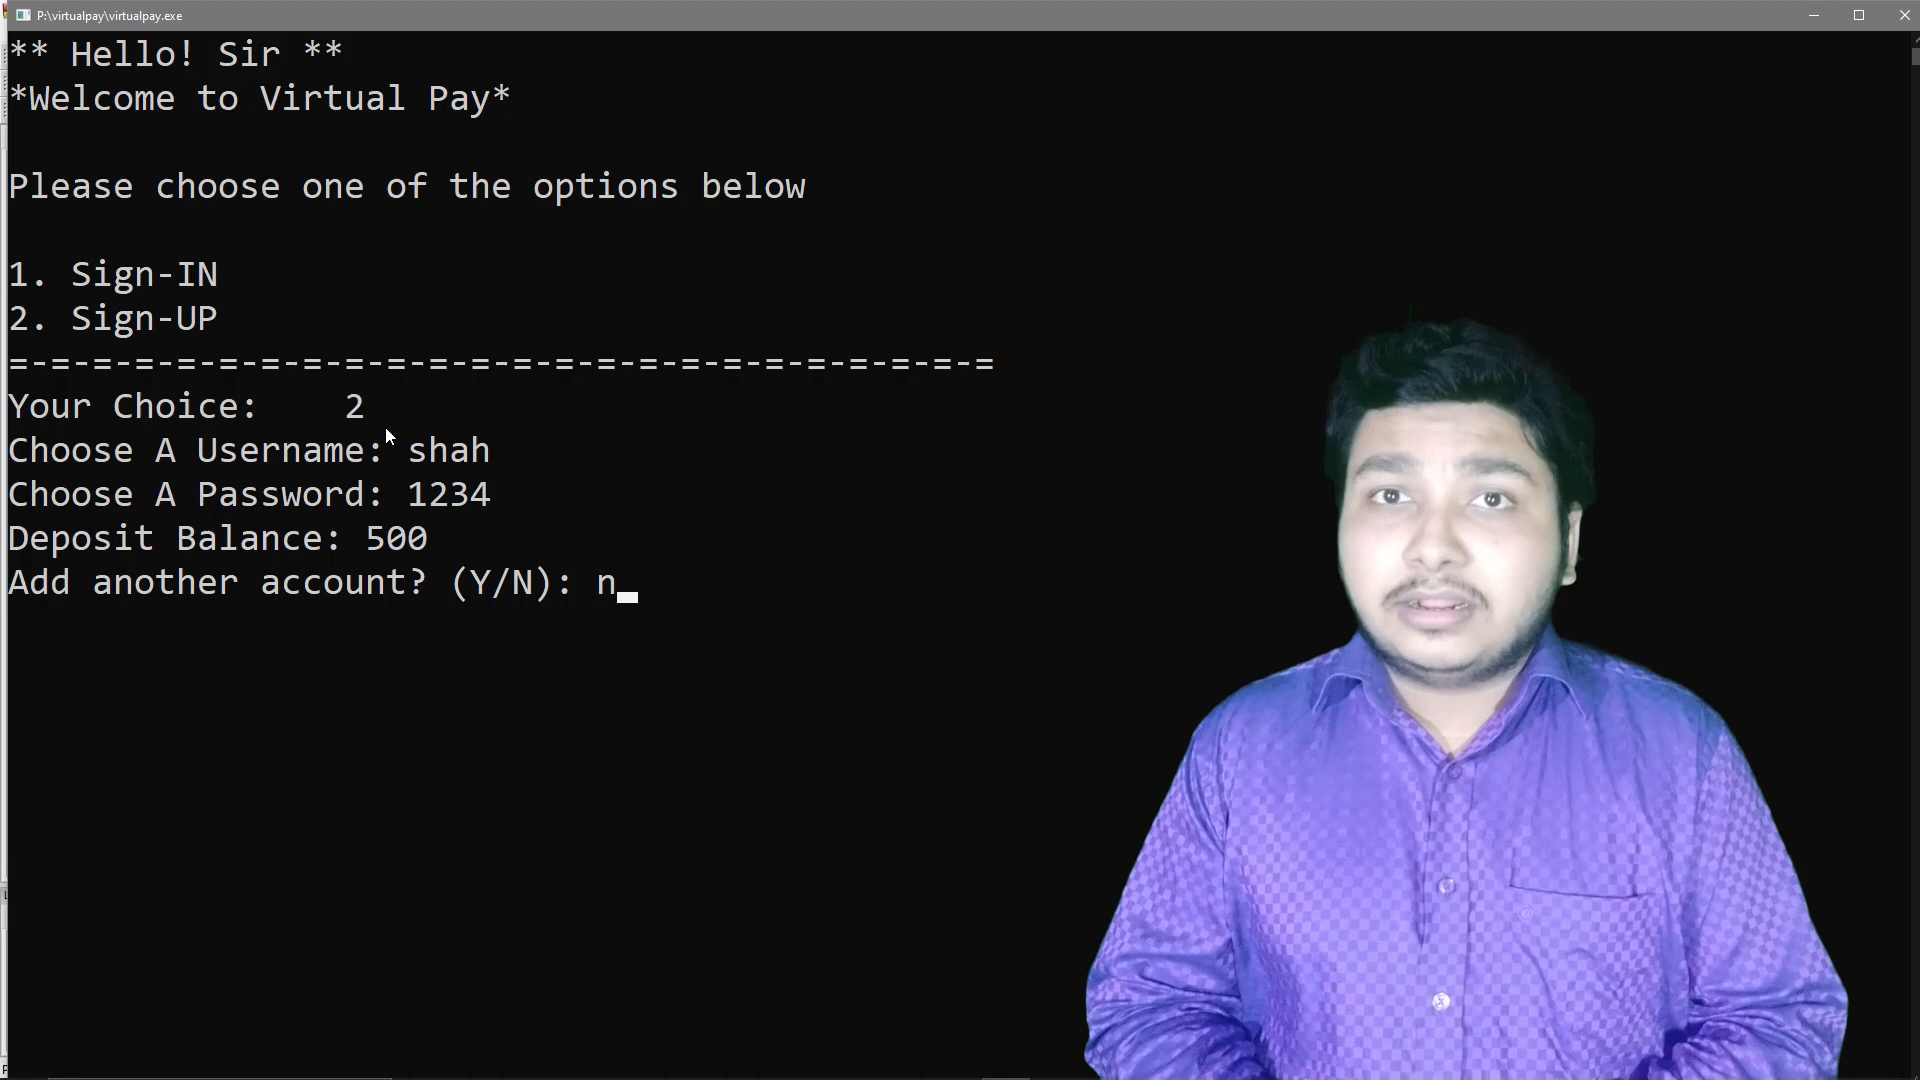 P:\virtualpay\virtualpay.exe
** Hello! Sir **
*Welcome to Virtual Pay*
Please choose one of the options below
1. Sign-IN
2. Sign-UP
=-=-=-=-=-=-=-=-=-=-=-=-=-=-=-=-=-=-=-=-=-=-=-=
Your Choice:    2
Choose A Username: shah
Choose A Password: 1234
Deposit Balance: 500
Add another account? (Y/N): n